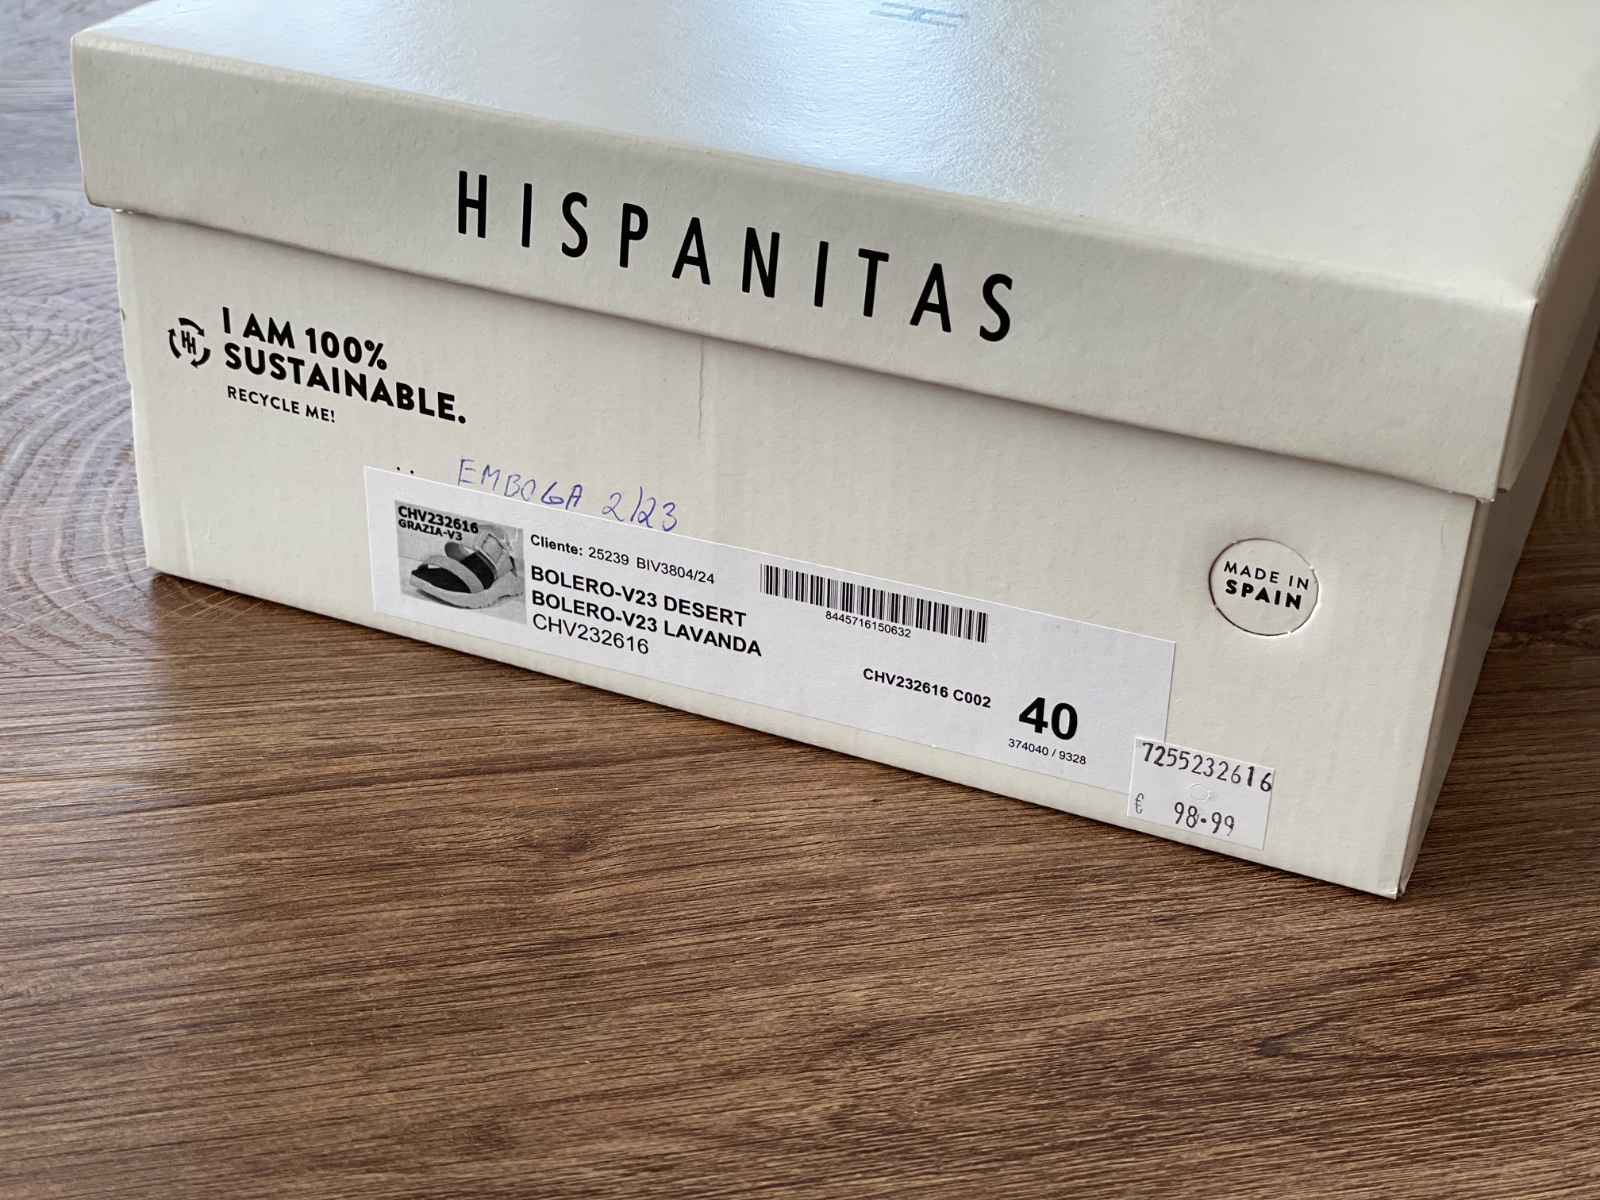 HISPANITAS
I AM 100%
SUSTAINABLE.
RECYCLE ME!
EMBOGA 2/23
CHV232616
GRAZIA-V3
Cliente: 25239 BIV3804/24
BOLERO-V23 DESERT
BOLERO-V23 LAVANDA
CHV232616
8445716150632
CHV232616 C002
40
374040 / 9328
MADE IN
SPAIN
7255232616
€ 98.99